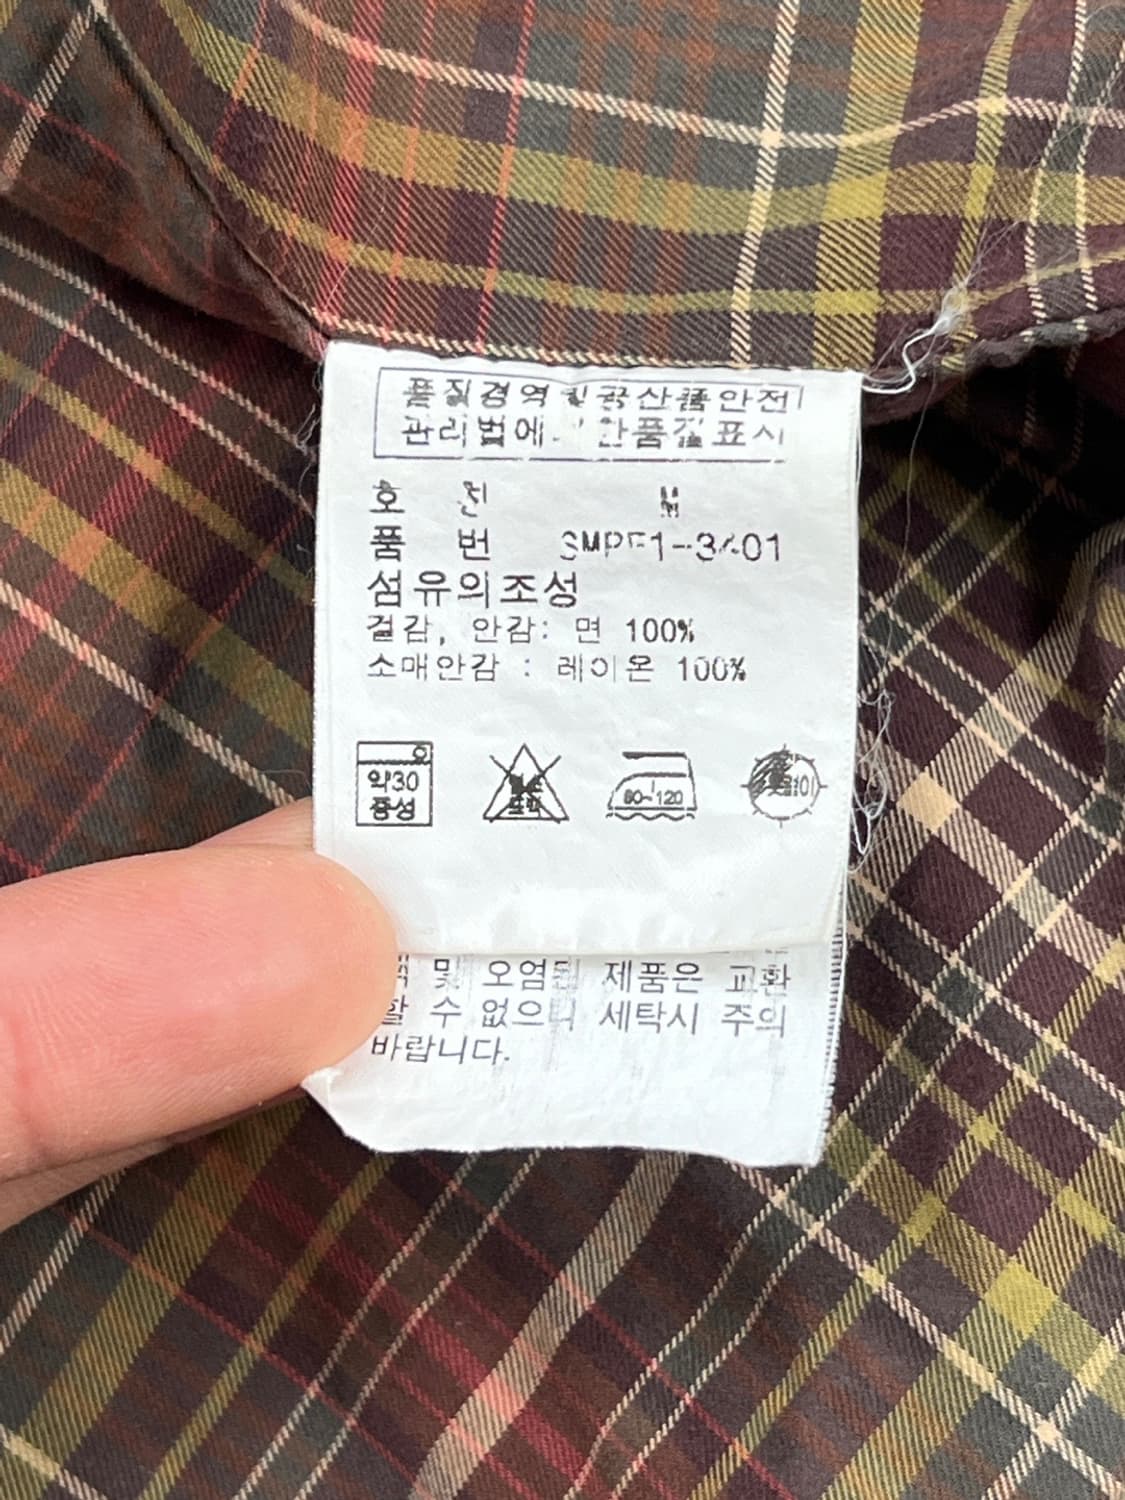 품질경영 및 공산품안전
관리법에 의한 품질표시
호 칭 M
품 번 SMPF1-3401
섬유의조성
겉감, 안감: 면 100%
소매안감 : 레이온 100%
약30
중성
80~120
및 오염된 제품은 교환
할 수 없으니 세탁시 주의
바랍니다.